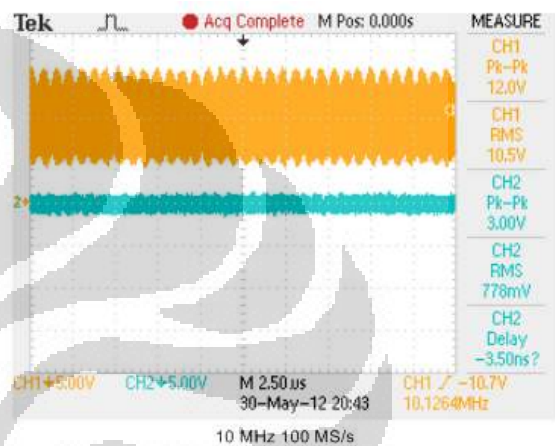 Tek Acq Complete M Pos: 0.000s MEASURE
CH1
Pk-Pk
12.0V
CH1
RMS
10.5V
CH2
Pk-Pk
3.00V
CH2
RMS
778mV
CH2
Delay
-3.50ns?
2
CH1 5.00V CH2 5.00V M 2.50us CH1 -10.7V
30-May-12 20:43 10.1264MHz
10 MHz 100 MS/s